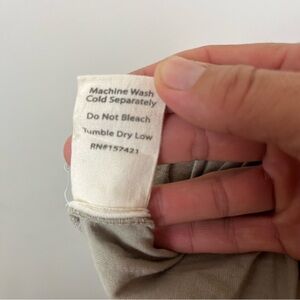 Machine Wash
Cold Separately
Do Not Bleach
Tumble Dry Low
RN#157421